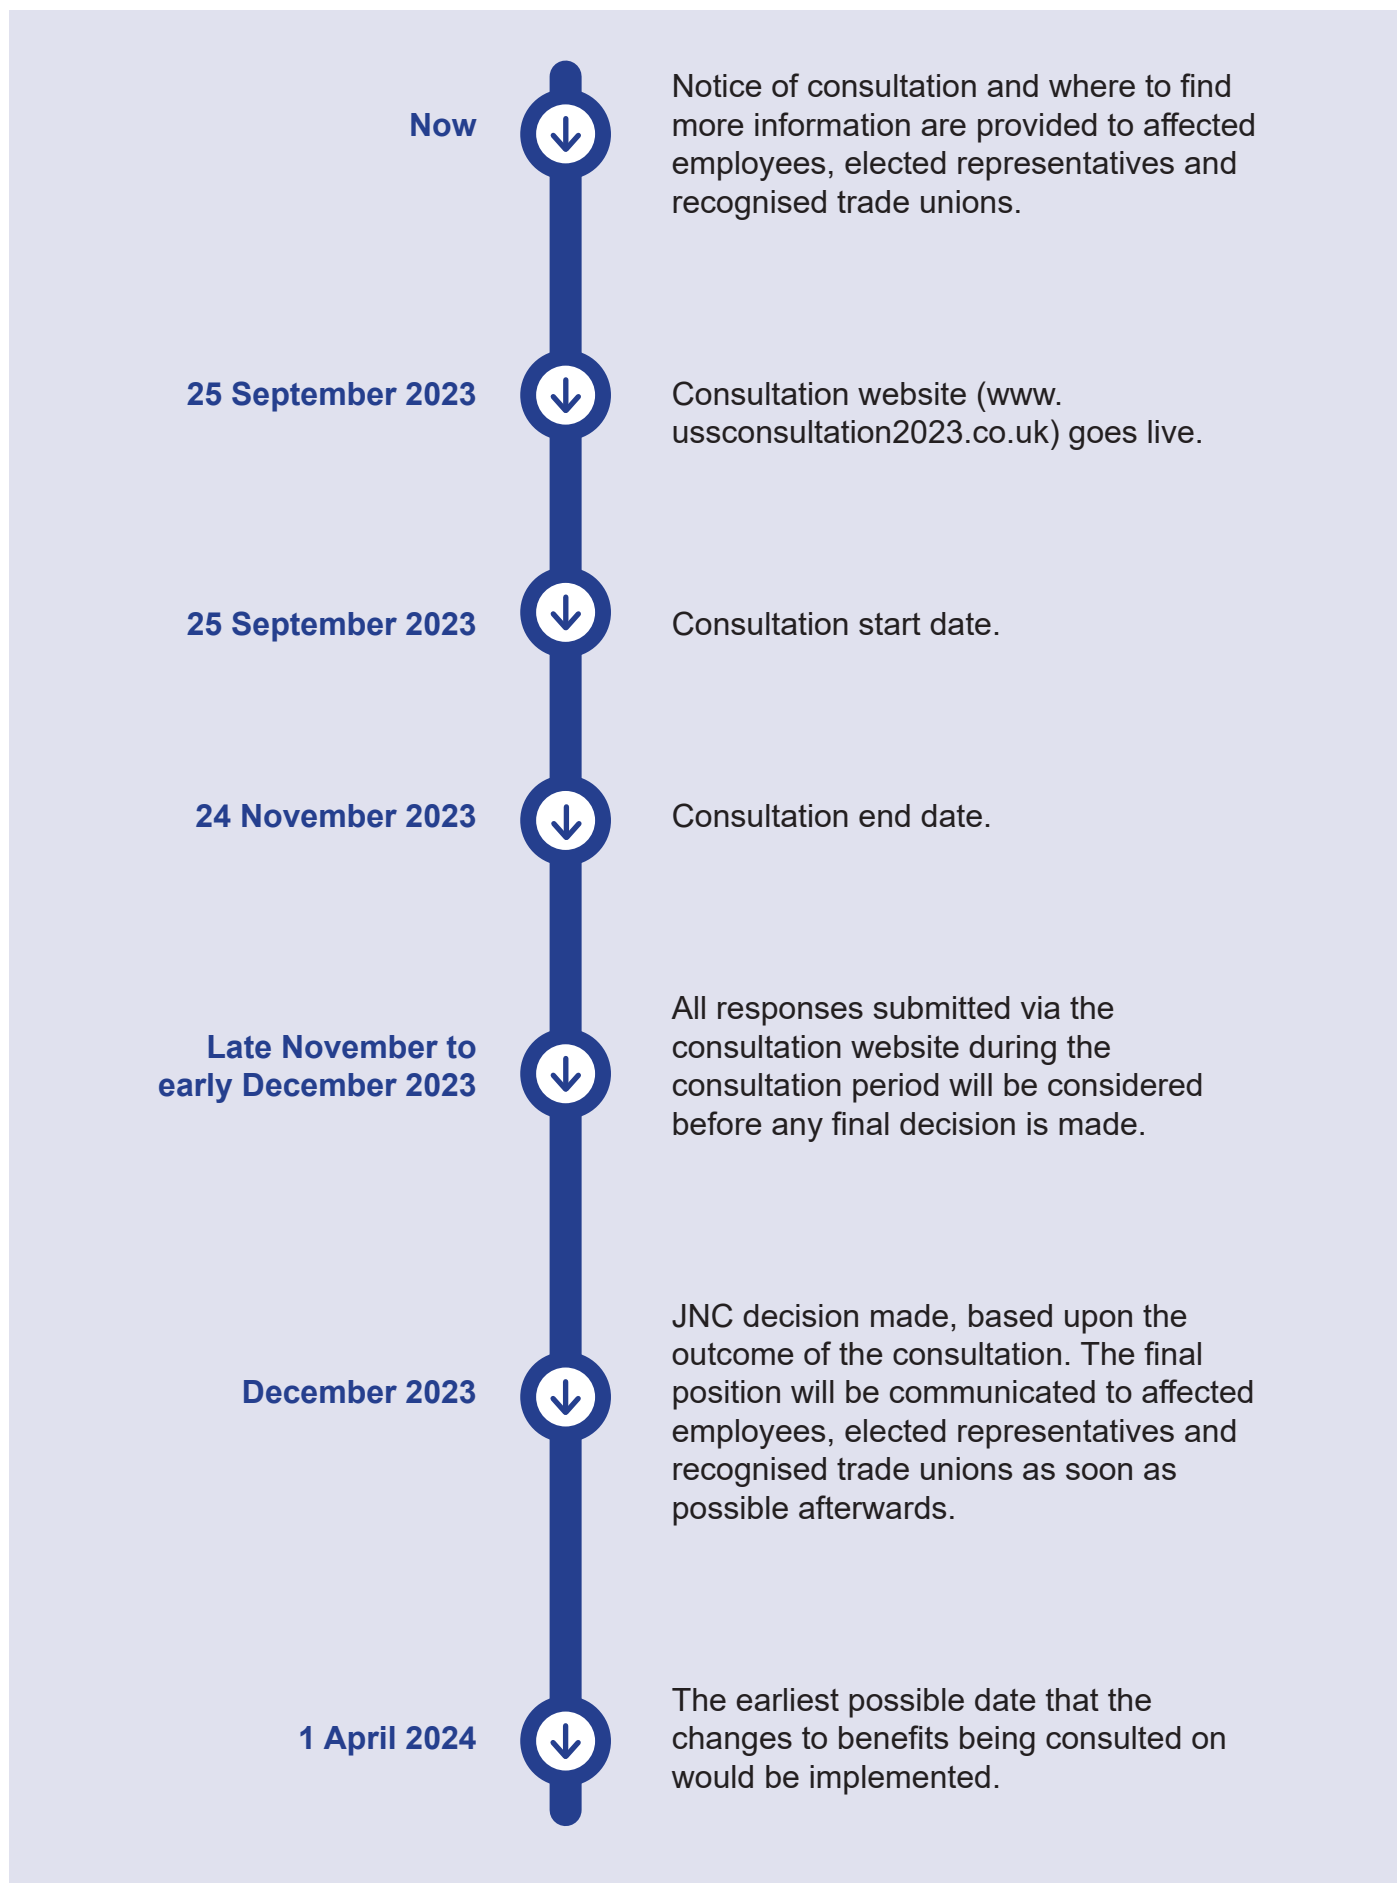 Now
Notice of consultation and where to find
more information are provided to affected
employees, elected representatives and
recognised trade unions.
25 September 2023
Consultation website (www.
ussconsultation2023.co.uk) goes live.
25 September 2023
Consultation start date.
24 November 2023
Consultation end date.
Late November to
early December 2023
All responses submitted via the
consultation website during the
consultation period will be considered
before any final decision is made.
December 2023
JNC decision made, based upon the
outcome of the consultation. The final
position will be communicated to affected
employees, elected representatives and
recognised trade unions as soon as
possible afterwards.
1 April 2024
The earliest possible date that the
changes to benefits being consulted on
would be implemented.